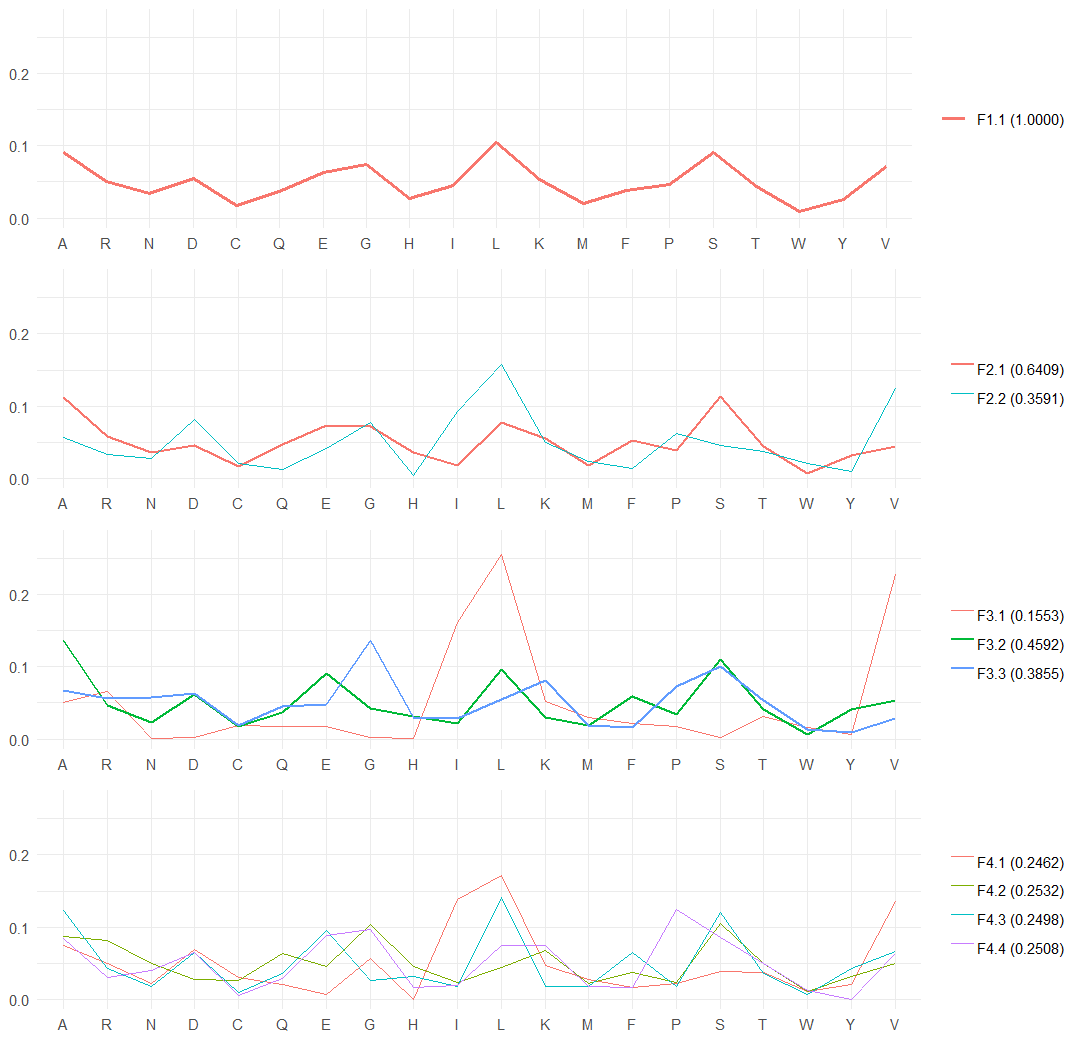 0.2
0.1
0.0
A R N D C Q E G H I L K M F P S T W Y V
F1.1 (1.0000)
0.2
0.1
0.0
A R N D C Q E G H I L K M F P S T W Y V
F2.1 (0.6409)
F2.2 (0.3591)
0.2
0.1
0.0
A R N D C Q E G H I L K M F P S T W Y V
F3.1 (0.1553)
F3.2 (0.4592)
F3.3 (0.3855)
0.2
0.1
0.0
A R N D C Q E G H I L K M F P S T W Y V
F4.1 (0.2462)
F4.2 (0.2532)
F4.3 (0.2498)
F4.4 (0.2508)